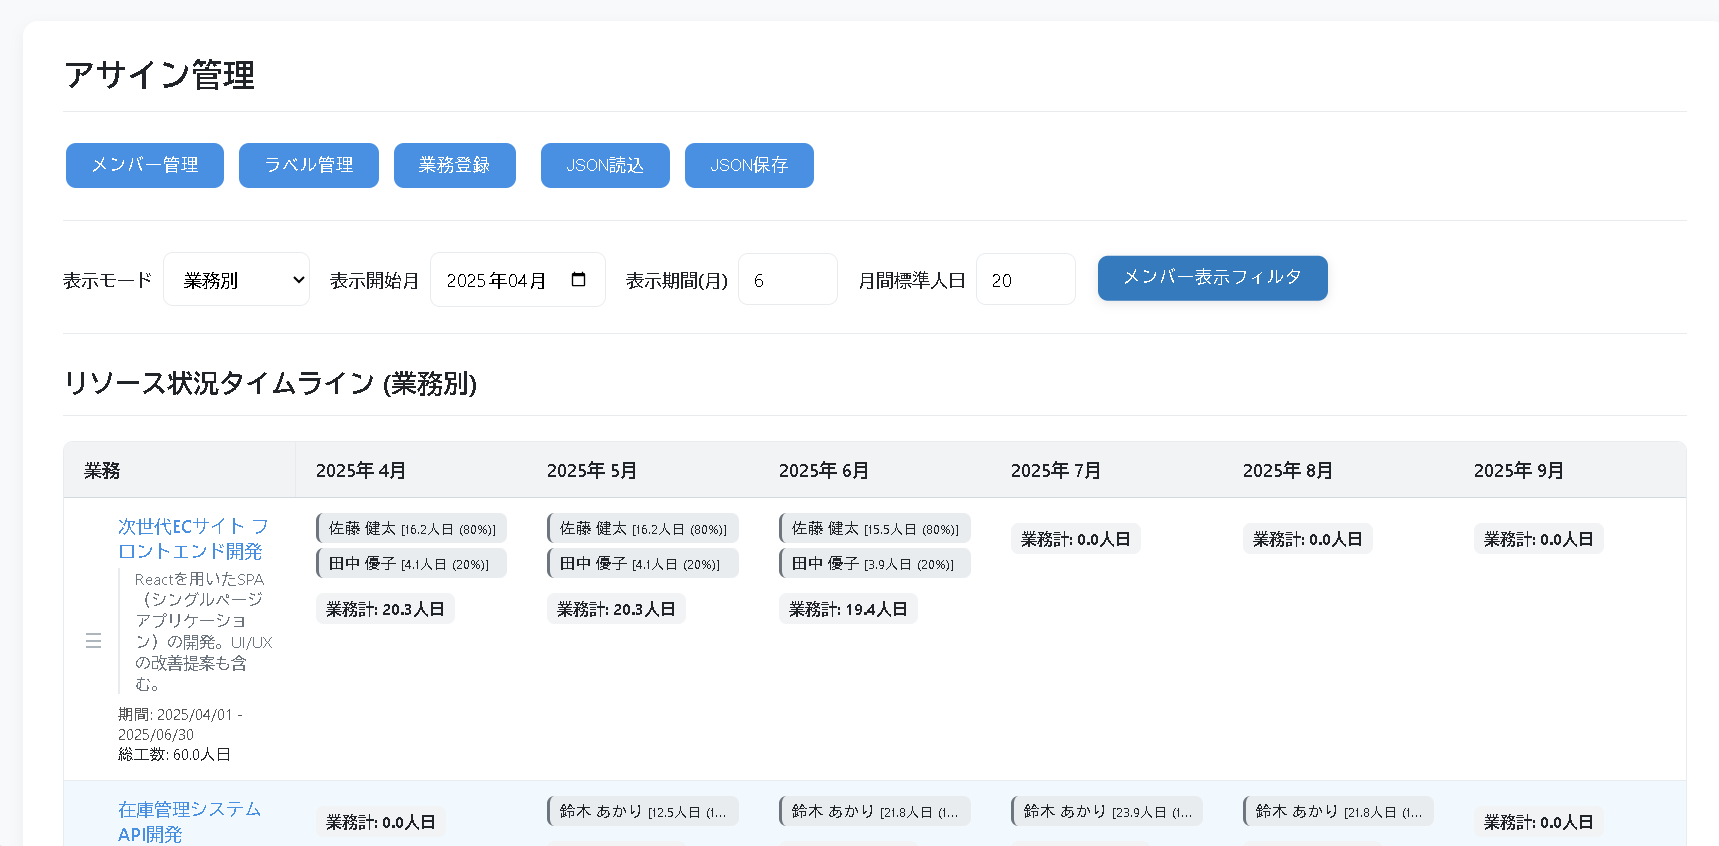 アサイン管理
メンバー管理 ラベル管理 業務登録 JSON読込 JSON保存
表示モード 業務別 表示開始月 2025年04月 表示期間(月) 6 月間標準人日 20 メンバー表示フィルタ
リソース状況タイムライン (業務別)
業務 2025年 4月 2025年 5月 2025年 6月 2025年 7月 2025年 8月 2025年 9月
次世代ECサイト フ
ロントエンド開発
Reactを用いたSPA
（シングルページ
アプリケーショ
ン）の開発。UI/UX
の改善提案も含
む。
期間: 2025/04/01 -
2025/06/30
総工数: 60.0人日
佐藤 健太 [16.2人日 (80%)]
田中 優子 [4.1人日 (20%)]
業務計: 20.3人日
佐藤 健太 [16.2人日 (80%)]
田中 優子 [4.1人日 (20%)]
業務計: 20.3人日
佐藤 健太 [15.5人日 (80%)]
田中 優子 [3.9人日 (20%)]
業務計: 19.4人日
業務計: 0.0人日
業務計: 0.0人日
業務計: 0.0人日
在庫管理システム
API開発
業務計: 0.0人日
鈴木 あかり [12.5人日 (1...
鈴木 あかり [21.8人日 (1...
鈴木 あかり [23.9人日 (1...
鈴木 あかり [21.8人日 (1...
業務計: 0.0人日